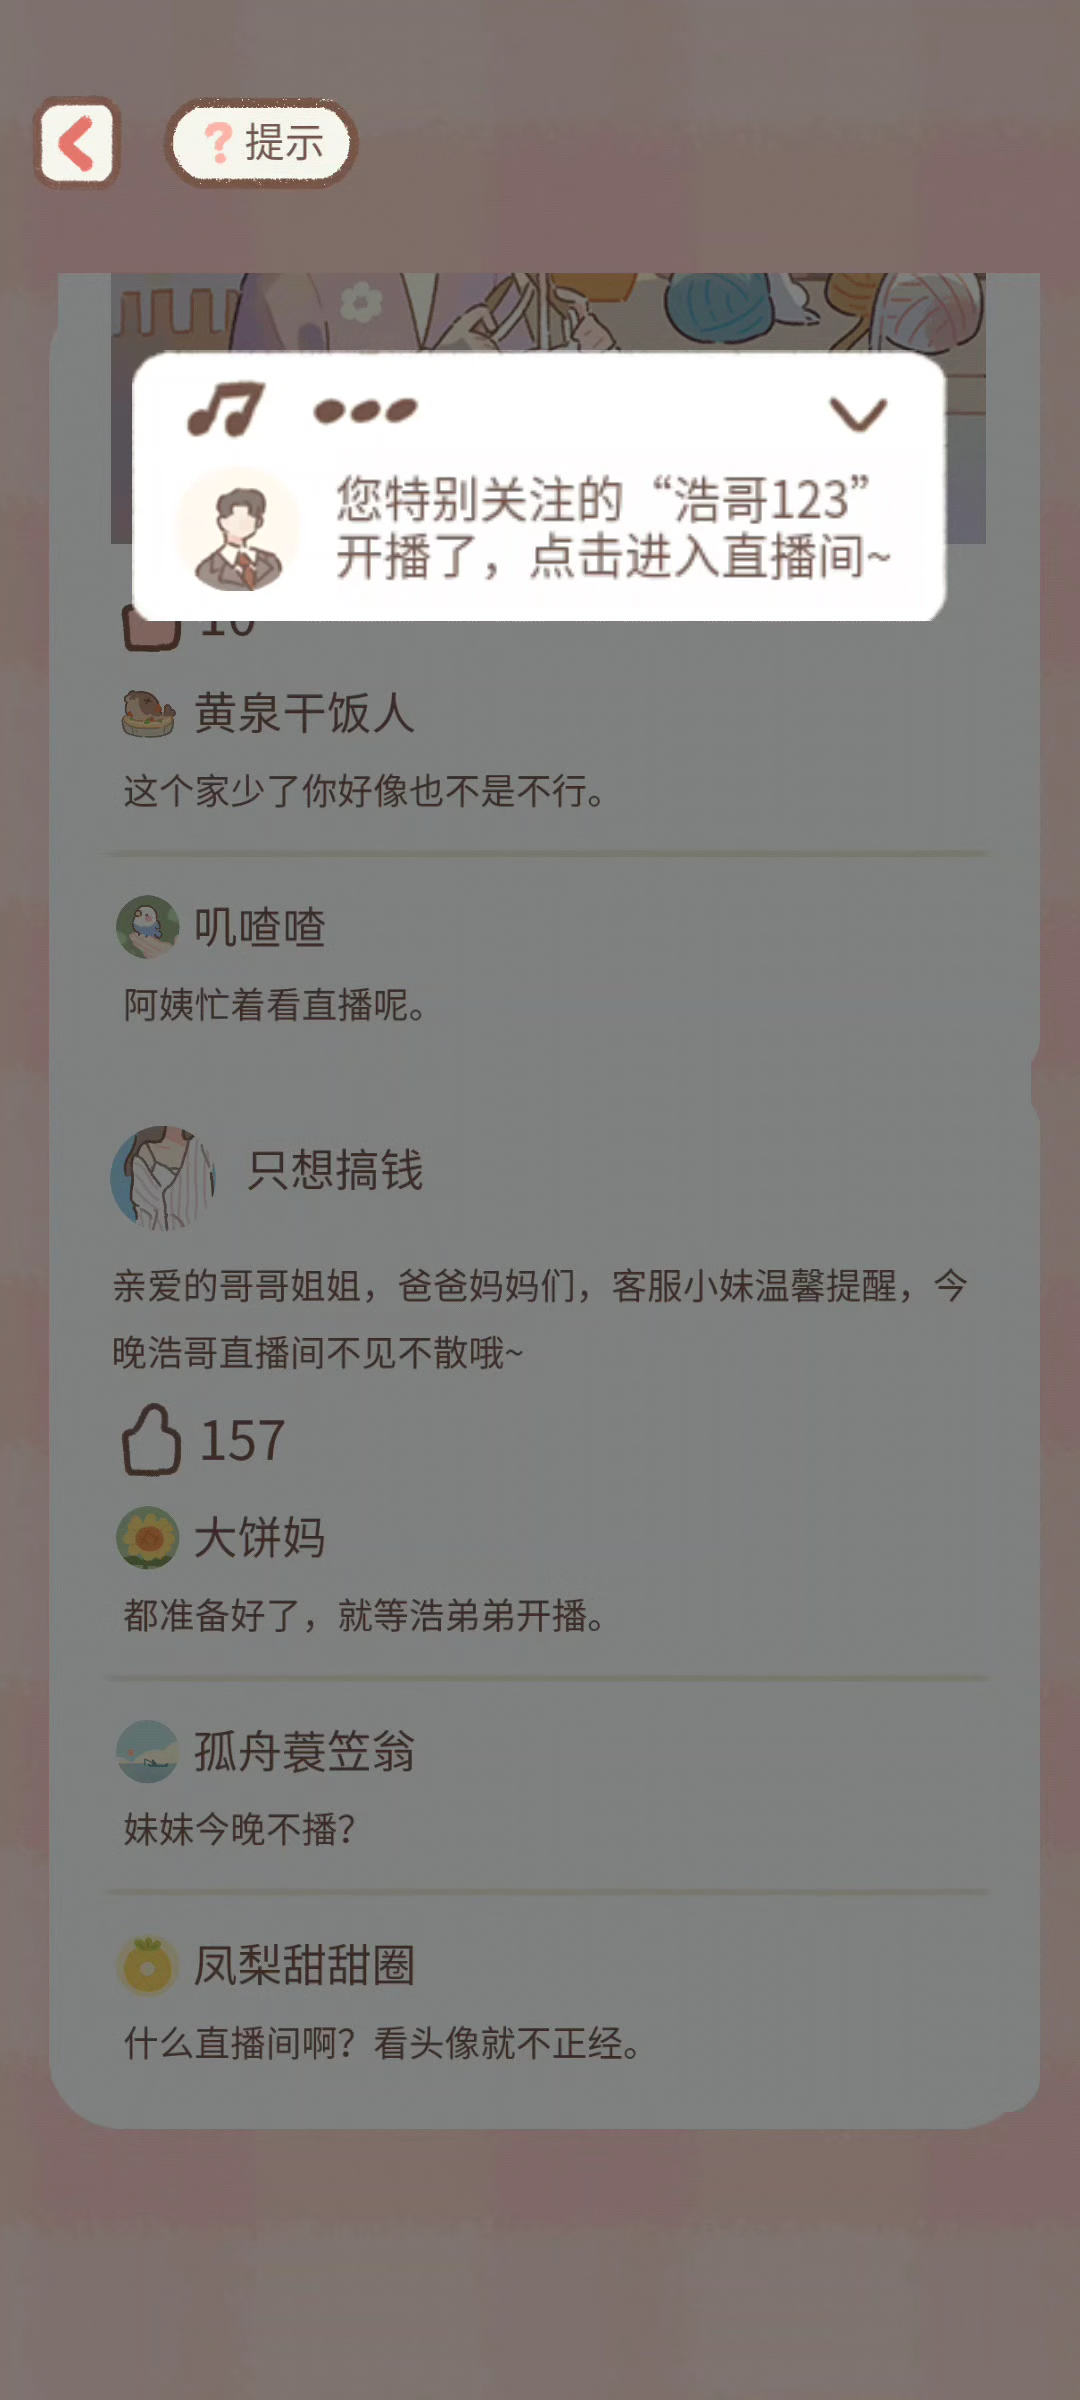 提示
您特别关注的“浩哥123”
开播了，点击进入直播间~
10
黄泉干饭人
这个家少了你好像也不是不行。
叽喳喳
阿姨忙着看直播呢。
只想搞钱
亲爱的哥哥姐姐，爸爸妈妈们，客服小妹温馨提醒，今
晚浩哥直播间不见不散哦~
157
大饼妈
都准备好了，就等浩弟弟开播。
孤舟蓑笠翁
妹妹今晚不播？
凤梨甜甜圈
什么直播间啊？看头像就不正经。